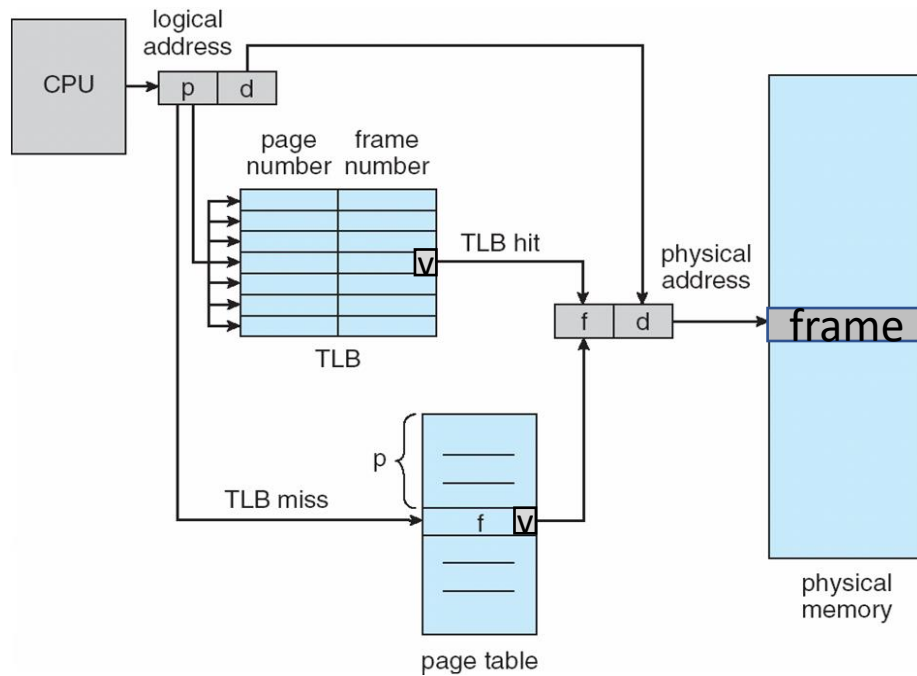 logical
address
CPU
p d
page
number
frame
number
TLB hit
v
physical
address
f d
frame
TLB
p
TLB miss
f v
physical
memory
page table